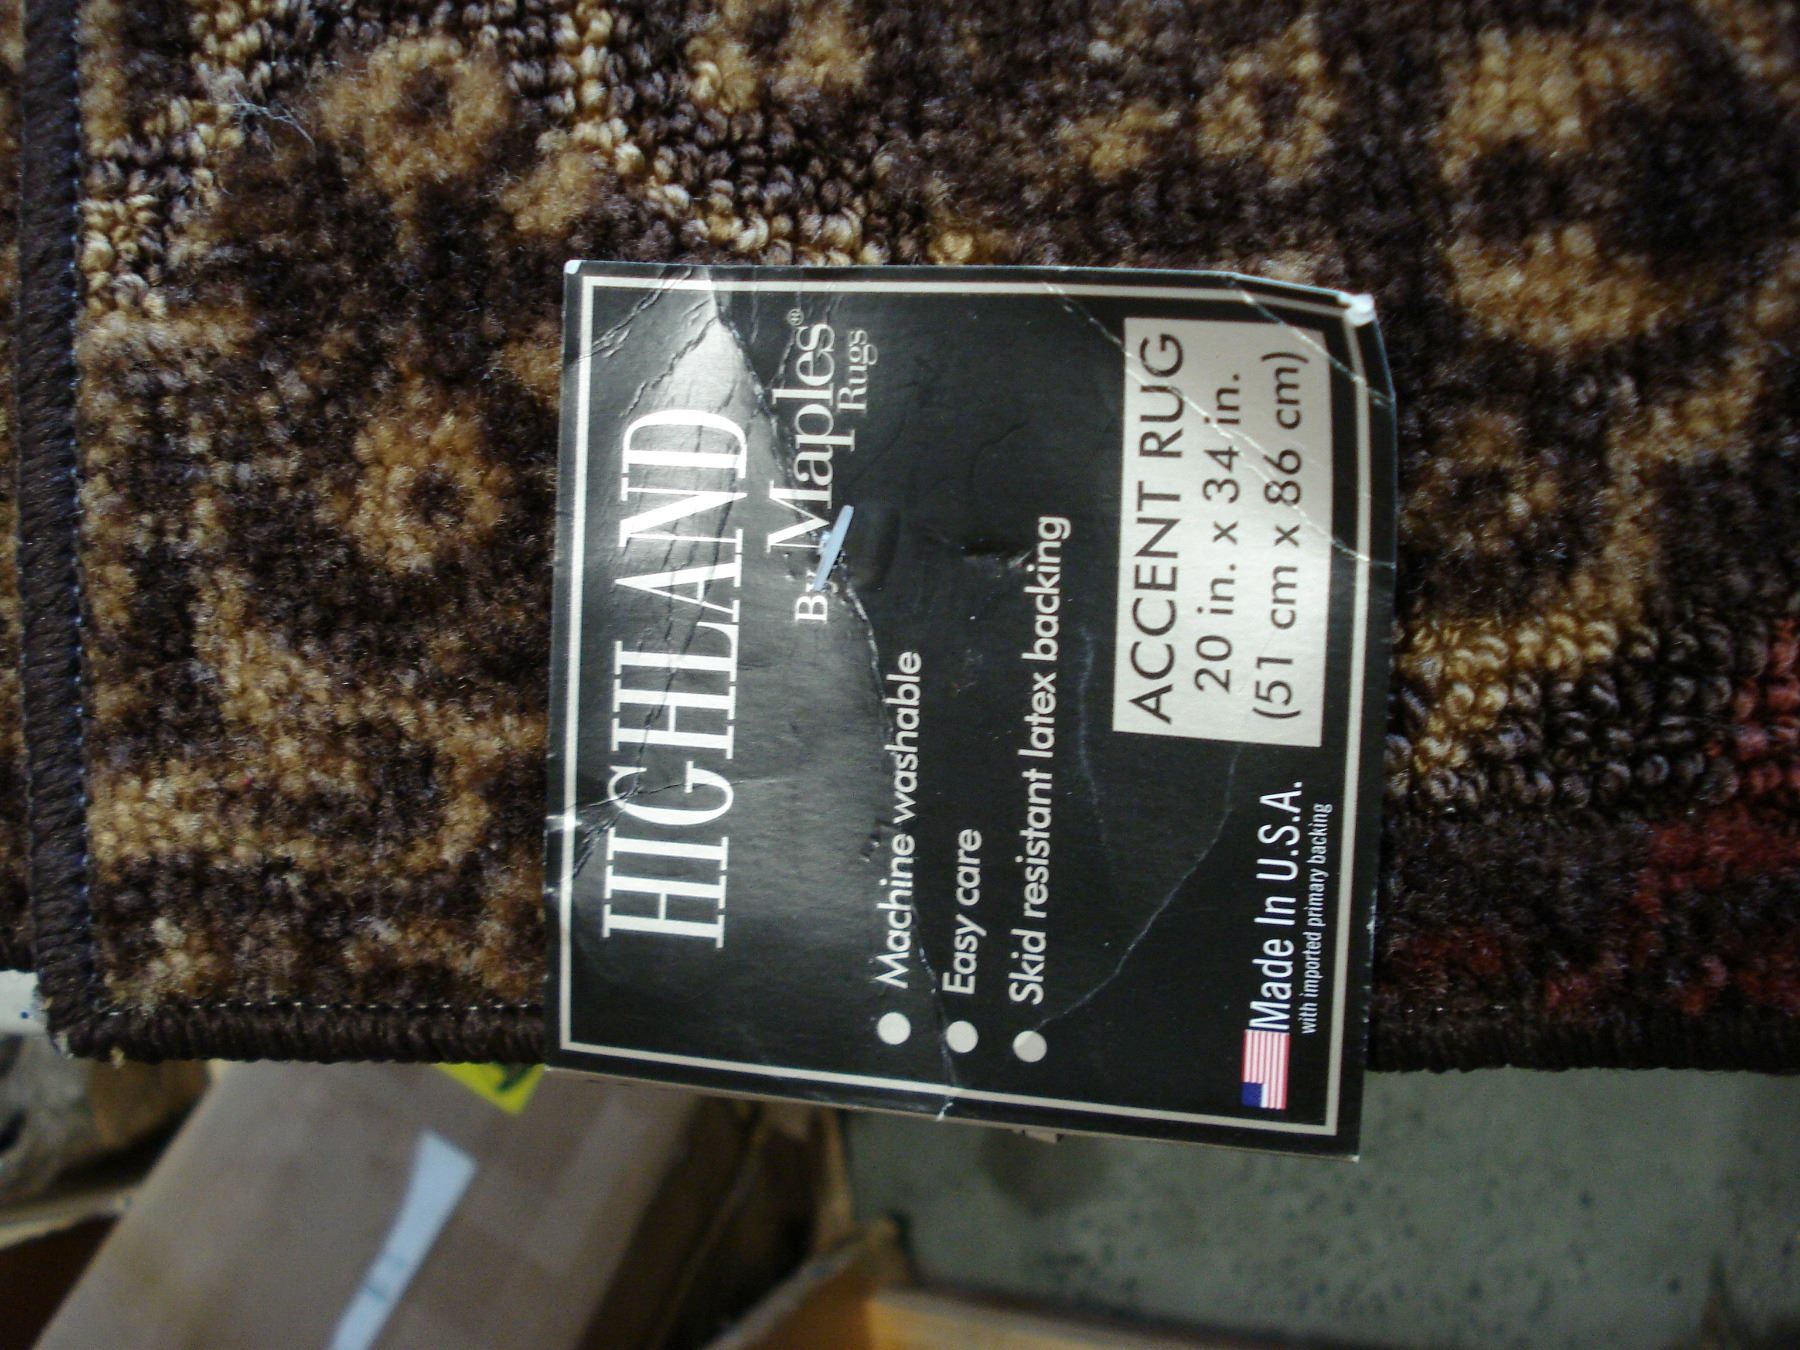 HIGHLAND
By Maples®
Rugs
Machine washable
Easy care
Skid resistant latex backing
ACCENT RUG
20 in. x 34 in.
(51 cm x 86 cm)
Made In U.S.A.
with imported primary backing